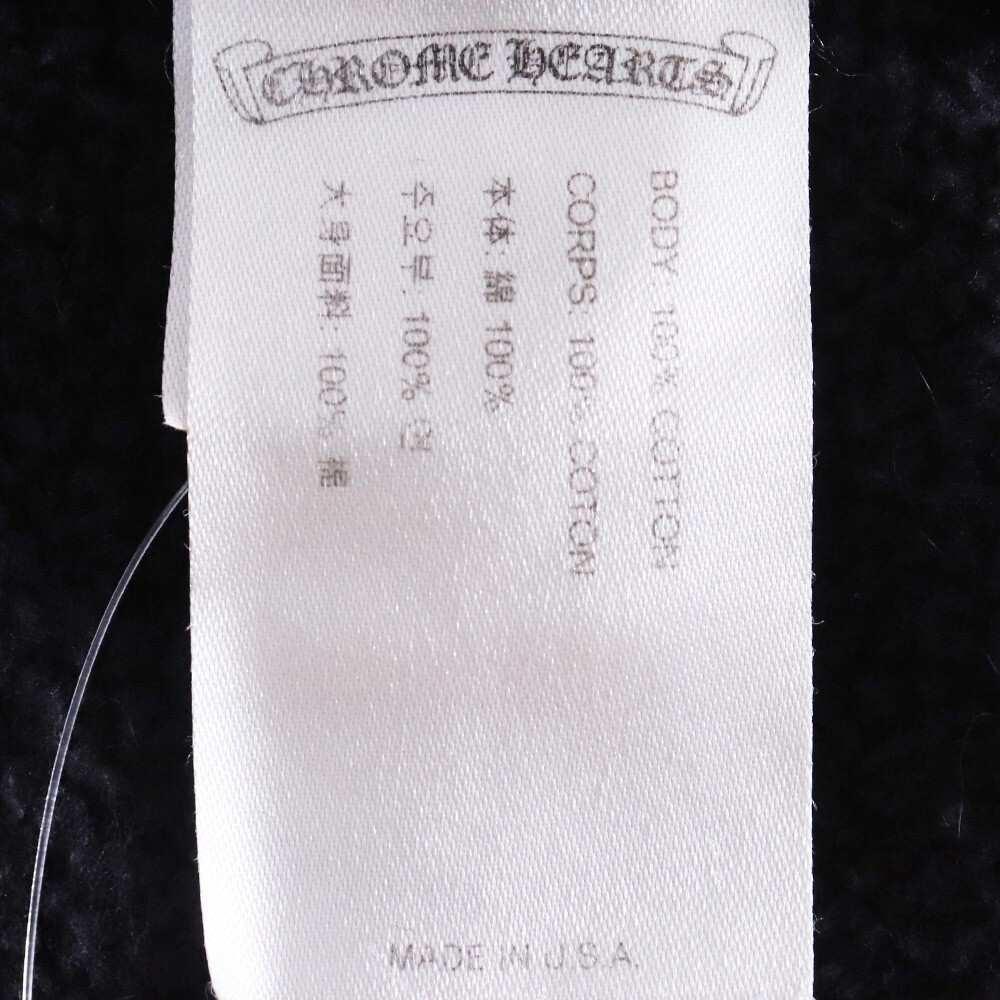 CHROME HEARTS
BODY: 100% COTTON
CORPS: 100% COTON
本体: 綿 100%
주요부: 100% 면
大身面料: 100% 棉
MADE IN U.S.A.